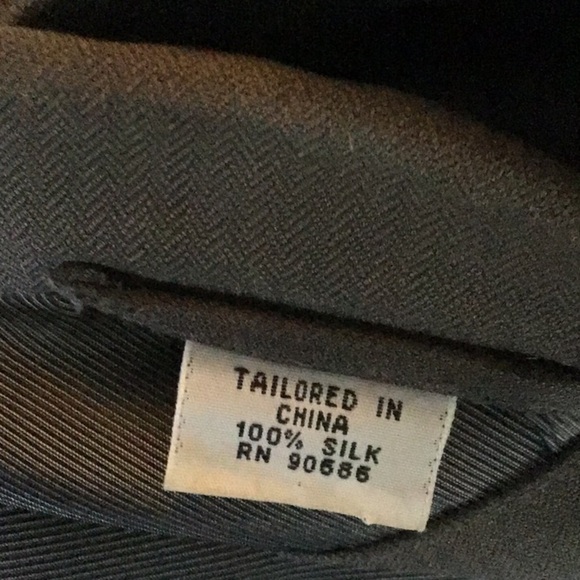 TAILORED IN
CHINA
100% SILK
RN 90686